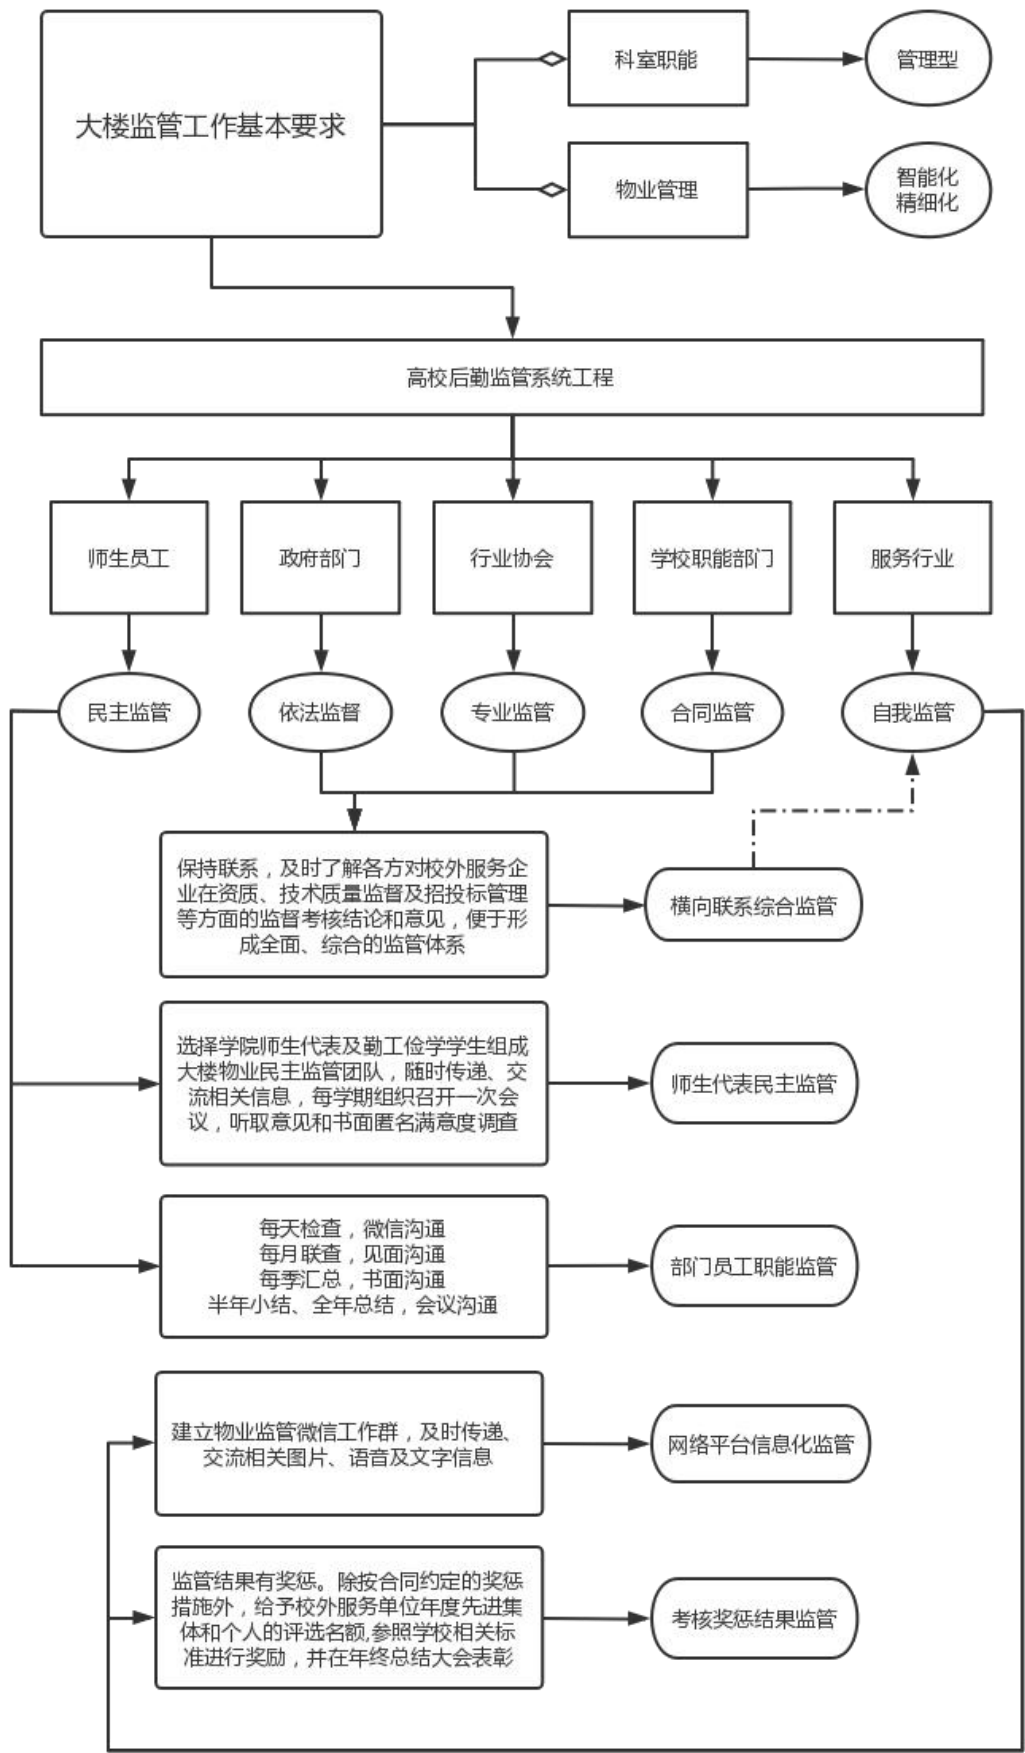 科室职能
管理型
大楼监管工作基本要求
物业管理
智能化
精细化
高校后勤监管系统工程
师生员工
政府部门
行业协会
学校职能部门
服务行业
民主监管
依法监督
专业监管
合同监管
自我监管
保持联系，及时了解各方对校外服务企
业在资质、技术质量监督及招投标管理
等方面的监督考核结论和意见，便于形
成全面、综合的监管体系
横向联系综合监管
选择学院师生代表及勤工俭学学生组成
大楼物业民主监管团队，随时传递、交
流相关信息，每学期组织召开一次会
议，听取意见和书面匿名满意度调查
师生代表民主监管
每天检查，微信沟通
每月联查，见面沟通
每季汇总，书面沟通
半年小结、全年总结，会议沟通
部门员工职能监管
建立物业监管微信工作群，及时传递、
交流相关图片、语音及文字信息
网络平台信息化监管
监管结果有奖惩。除按合同约定的奖惩
措施外，给予校外服务单位年度先进集
体和个人的评选名额,参照学校相关标
准进行奖励，并在年终总结大会表彰
考核奖惩结果监管